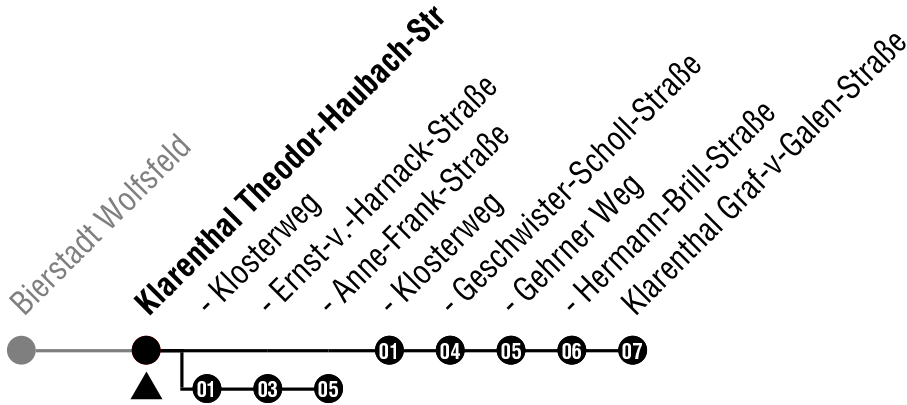 Bierstadt Wolfsfeld
Klarenthal Theodor-Haubach-Str
- Klosterweg
- Ernst-v.-Harnack-Straße
- Anne-Frank-Straße
- Klosterweg
- Geschwister-Scholl-Straße
- Gehrner Weg
- Hermann-Brill-Straße
Klarenthal Graf-v-Galen-Straße
01 04 05 06 07
01 03 05